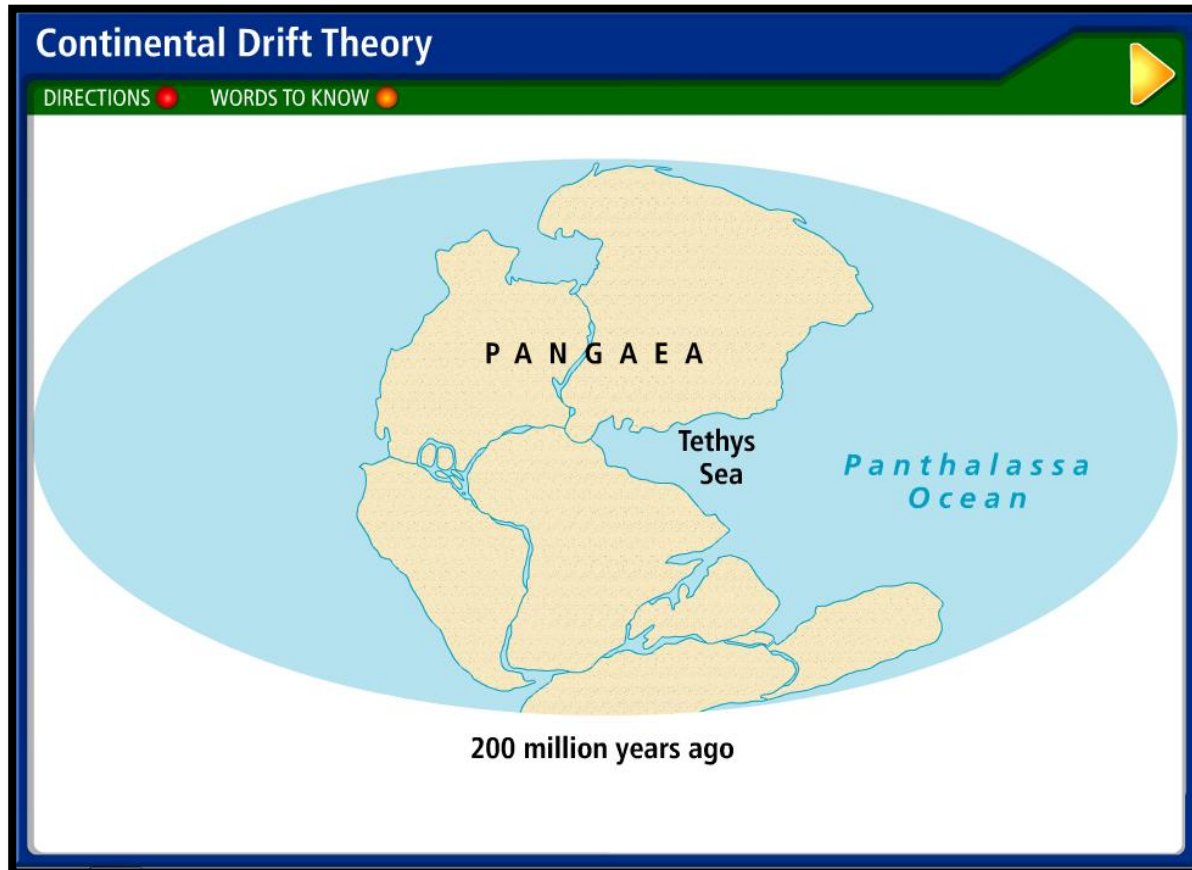 Continental Drift Theory
DIRECTIONS
WORDS TO KNOW
PANGAEA
Tethys
Sea
Panthalassa
Ocean
200 million years ago